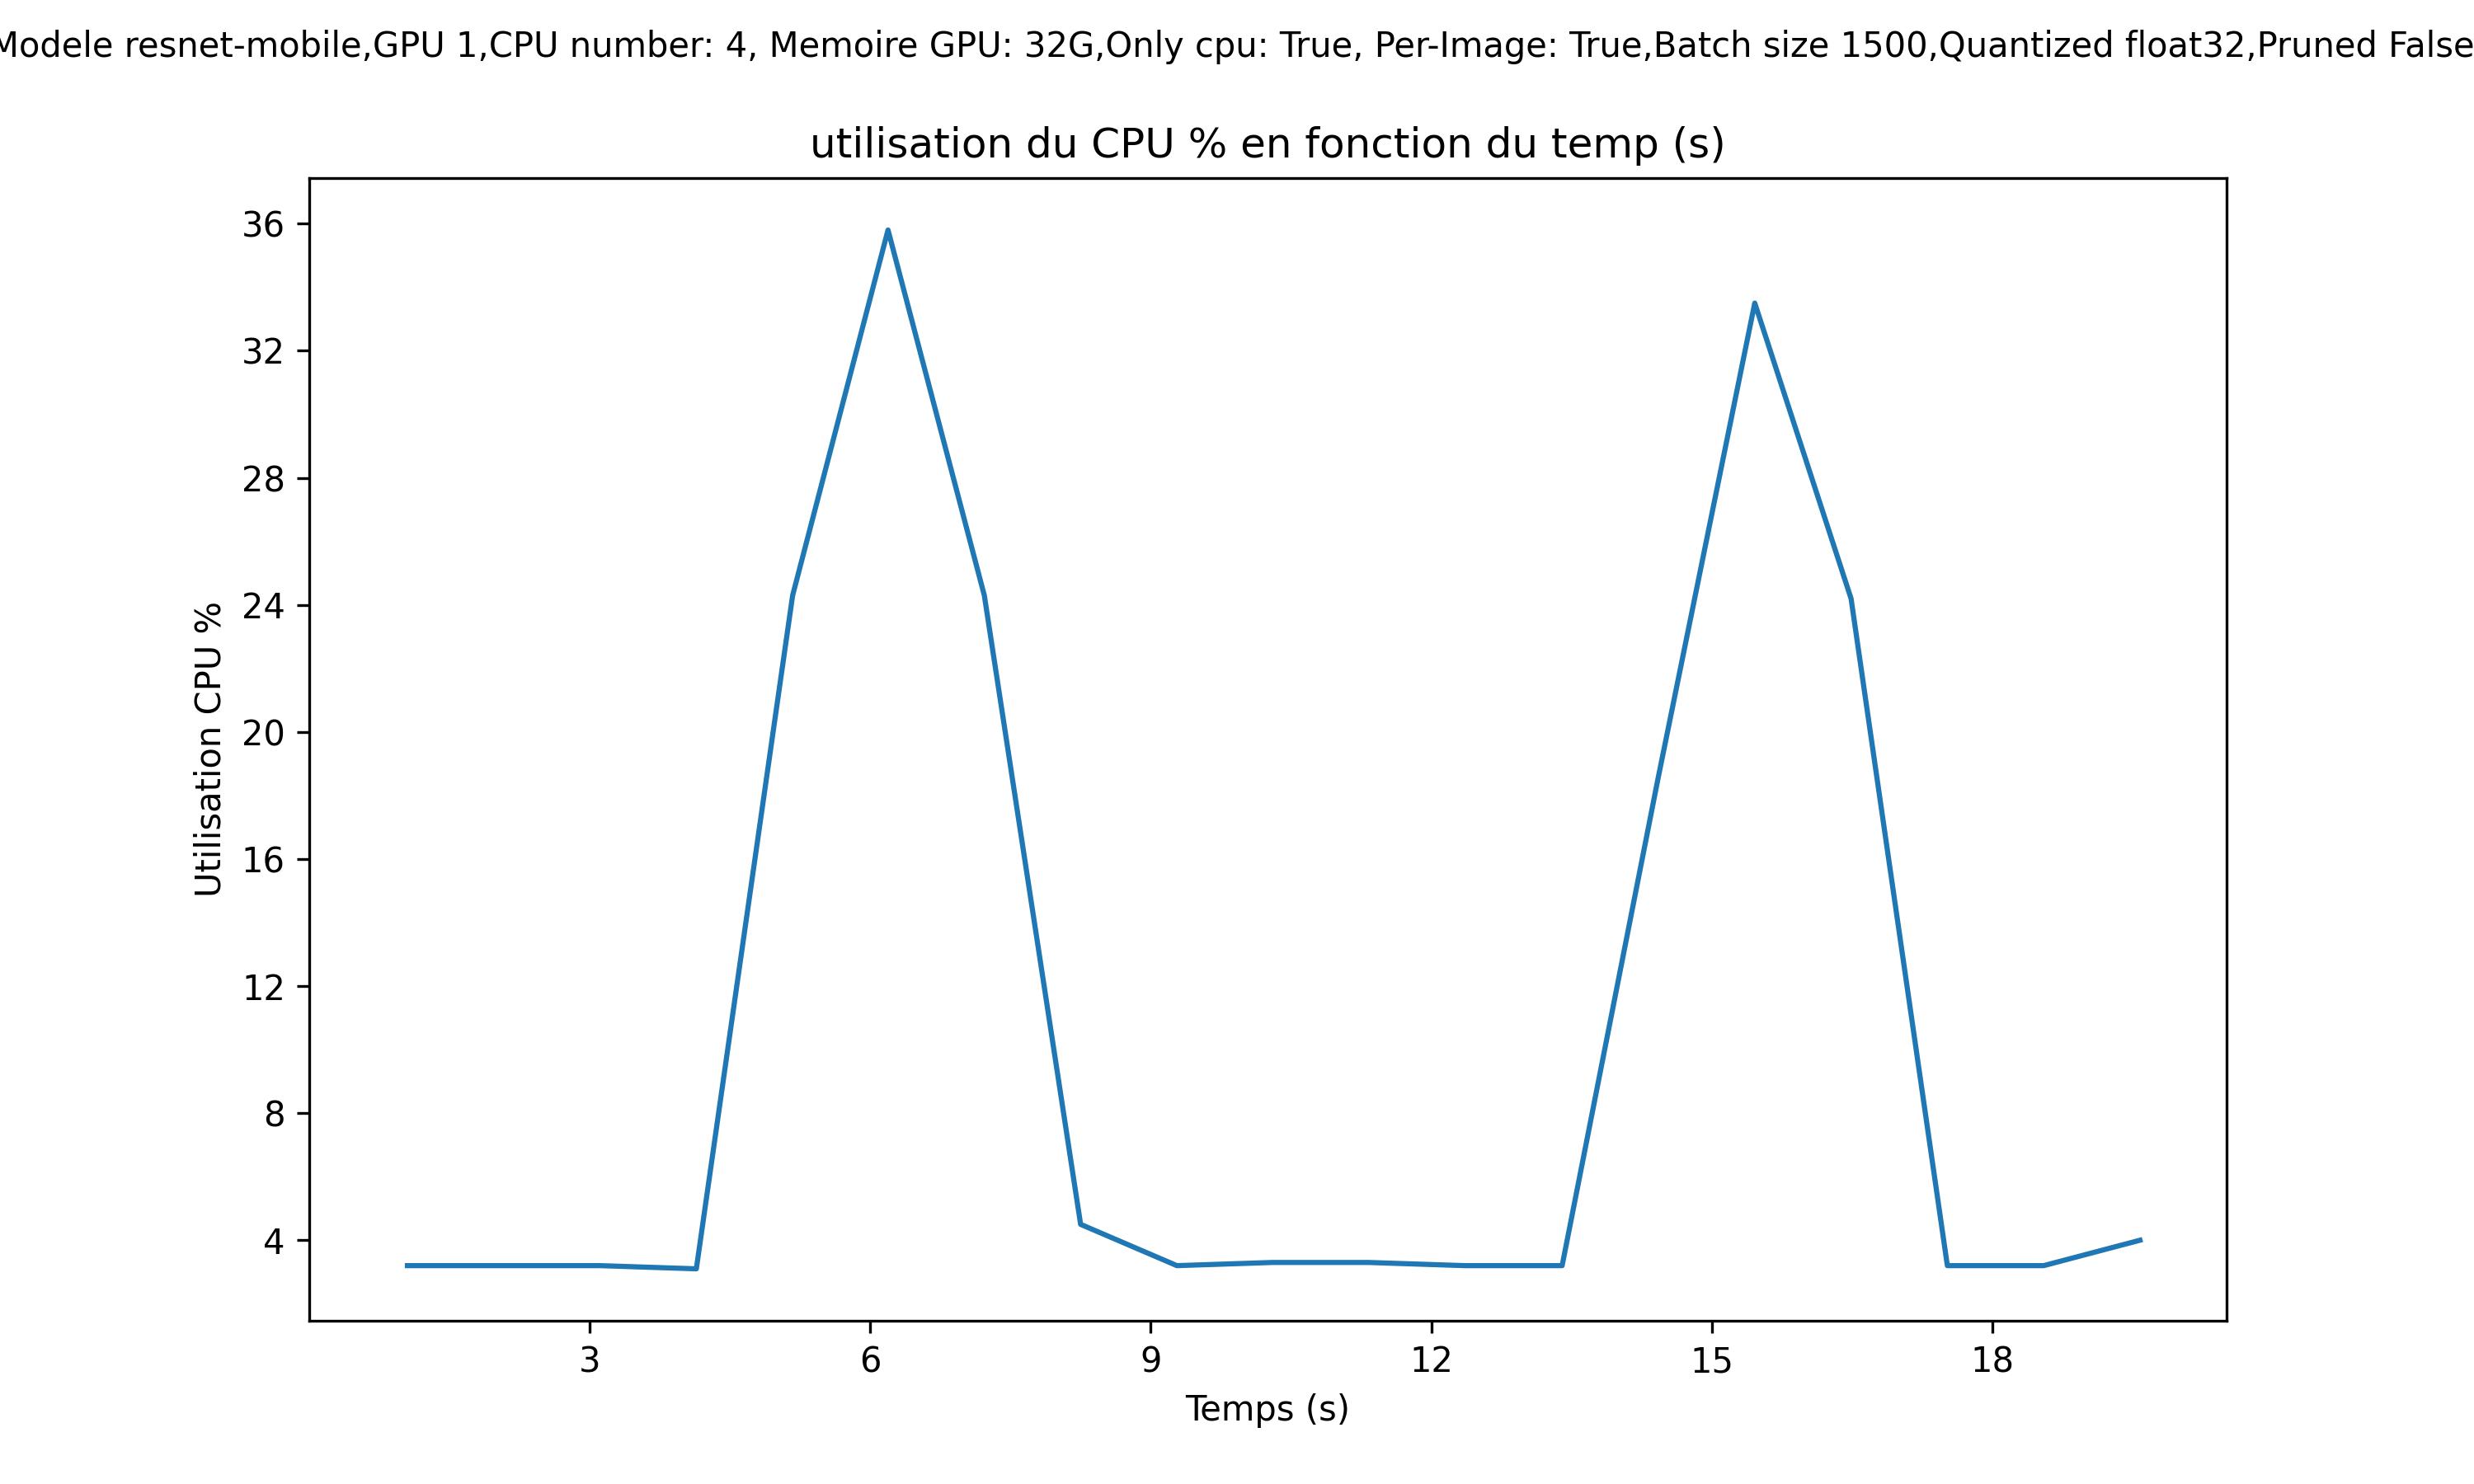 Modele resnet-mobile,GPU 1,CPU number: 4, Memoire GPU: 32G,Only cpu: True, Per-Image: True,Batch size 1500,Quantized float32,Pruned False
utilisation du CPU % en fonction du temp (s)
Utilisation CPU %
36
32
28
24
20
16
12
8
4
3 6 9 12 15 18
Temps (s)